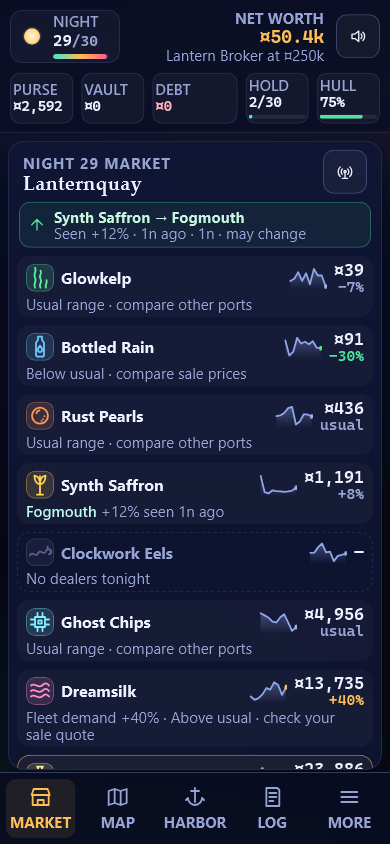 NIGHT
29/30
NET WORTH
¤50.4k
Lantern Broker at ¤250k
PURSE
¤2,592
VAULT
¤0
DEBT
¤0
HOLD
2/30
HULL
75%
NIGHT 29 MARKET
Lanternquay
Synth Saffron → Fogmouth
Seen +12% · 1n ago · 1n · may change
Glowkelp
¤39
−7%
Usual range · compare other ports
Bottled Rain
¤91
−30%
Below usual · compare sale prices
Rust Pearls
¤436
usual
Usual range · compare other ports
Synth Saffron
¤1,191
+8%
Fogmouth +12% seen 1n ago
Clockwork Eels
—
No dealers tonight
Ghost Chips
¤4,956
usual
Usual range · compare other ports
Dreamsilk
¤13,735
+40%
Fleet demand +40% · Above usual · check your
sale quote
¤23,886
MARKET
MAP
HARBOR
LOG
MORE